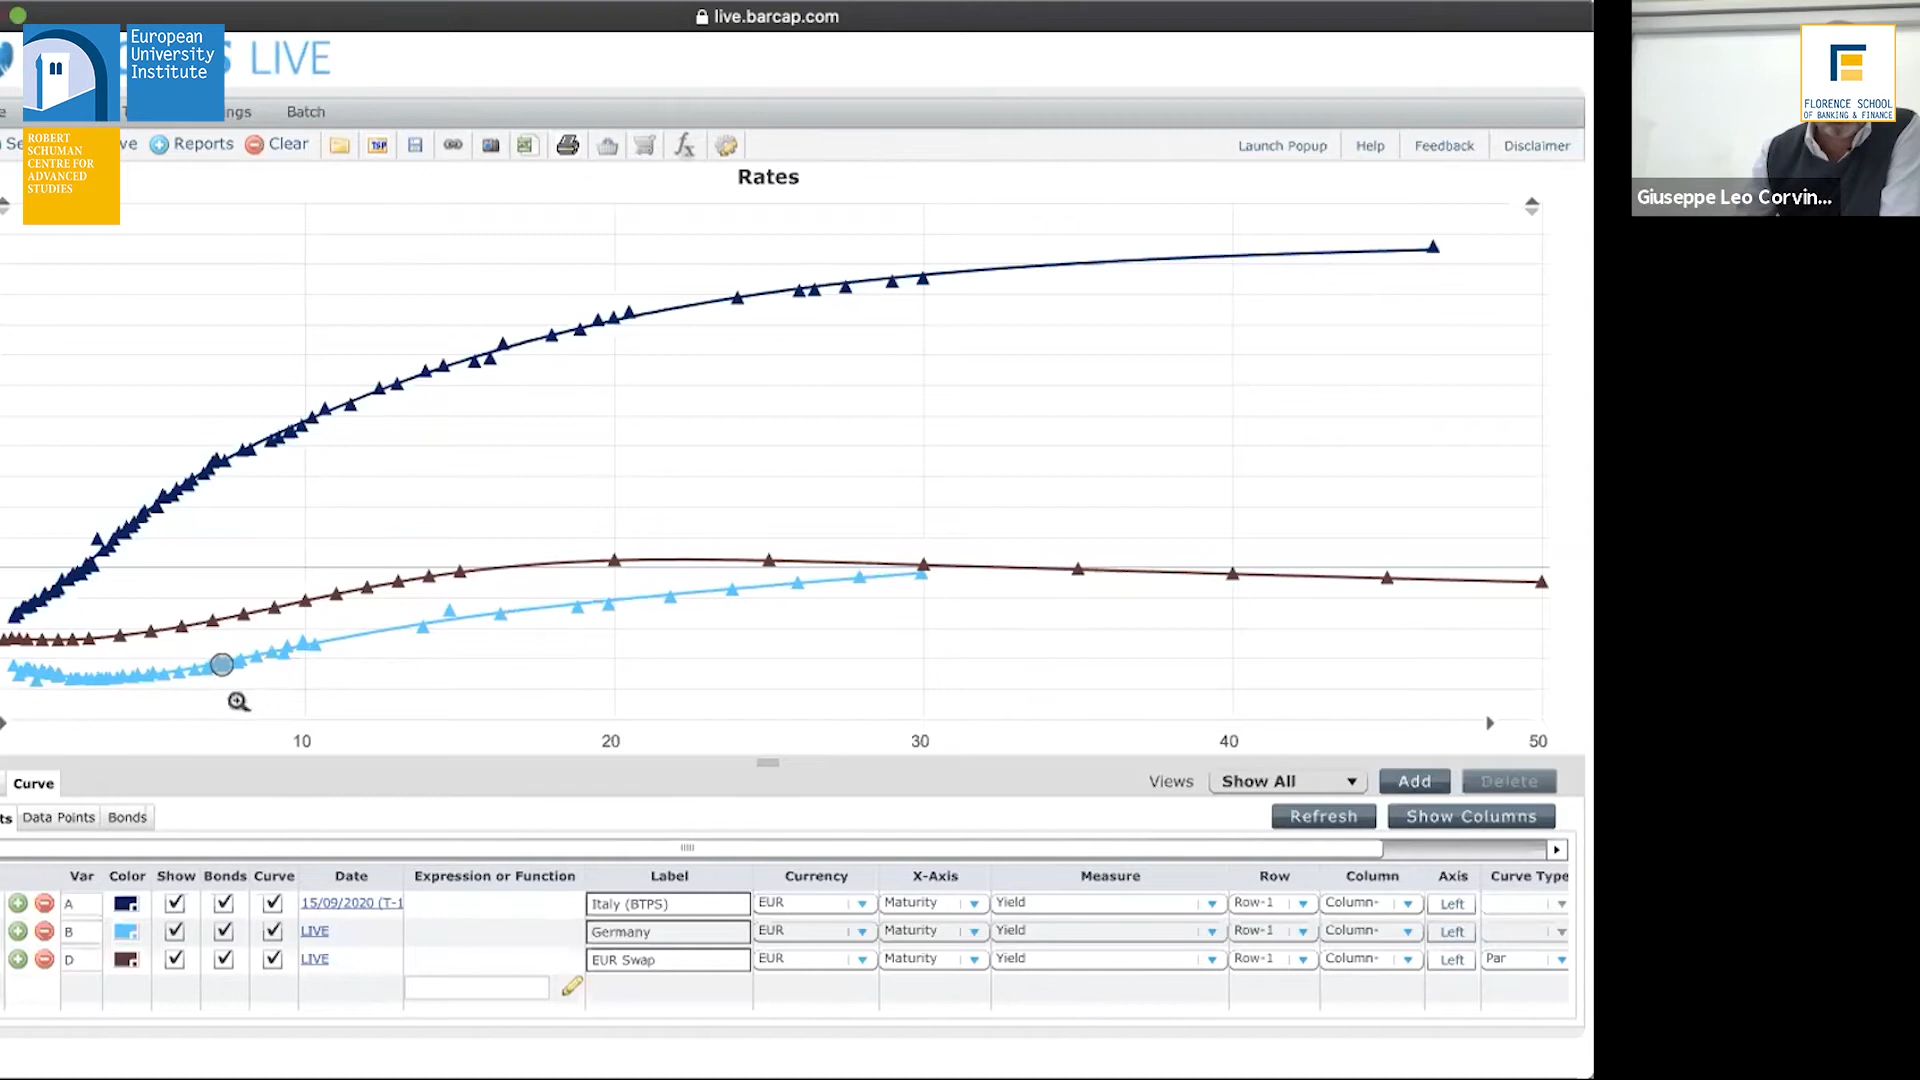 live.barcap.com
European
University
Institute
S LIVE
ROBERT
SCHUMAN
CENTRE FOR
ADVANCED
STUDIES
FLORENCE SCHOOL
OF BANKING & FINANCE
Giuseppe Leo Corvin...
Batch
Reports
Clear
TSP
fx
Launch Popup
Help
Feedback
Disclaimer
Rates
10
20
30
40
50
Curve
Views
Show All
Add
Delete
ts
Data Points
Bonds
Refresh
Show Columns
Var
Color
Show
Bonds
Curve
Date
Expression or Function
Label
Currency
X-Axis
Measure
Row
Column
Axis
Curve Type
A
15/09/2020 (T-1
Italy (BTPS)
EUR
Maturity
Yield
Row-1
Column-
Left
B
LIVE
Germany
EUR
Maturity
Yield
Row-1
Column-
Left
D
LIVE
EUR Swap
EUR
Maturity
Yield
Row-1
Column-
Left
Par